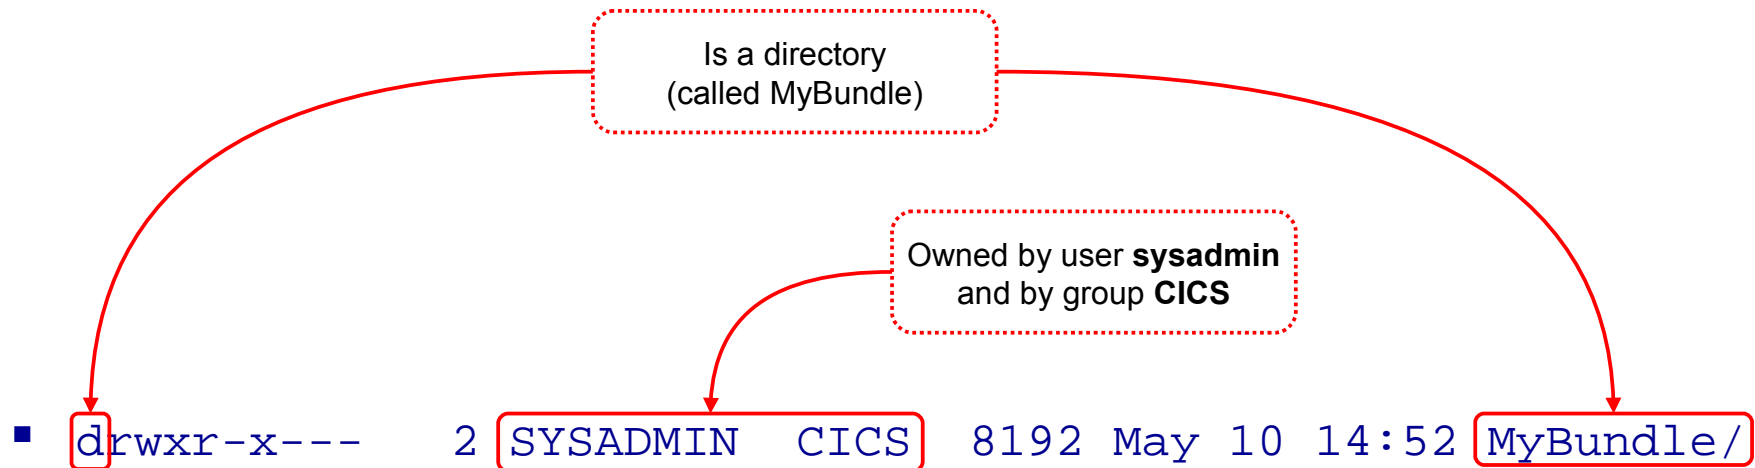 Is a directory
(called MyBundle)
Owned by user sysadmin
and by group CICS
▪ drwxr-x--- 2 SYSADMIN CICS 8192 May 10 14:52 MyBundle/